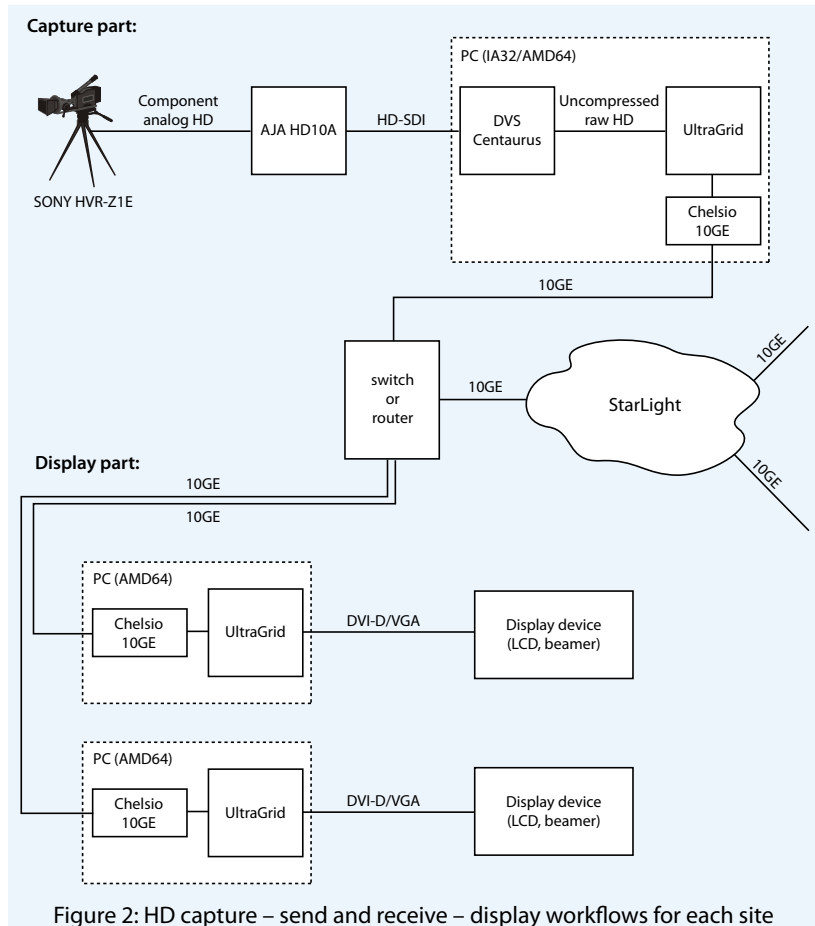 Capture part:
PC (IA32/AMD64)
Component
analog HD
AJA HD10A
HD-SDI
DVS
Centaurus
Uncompressed
raw HD
UltraGrid
SONY HVR-Z1E
Chelsio
10GE
10GE
switch
or
router
10GE
StarLight
10GE
10GE
Display part:
10GE
10GE
PC (AMD64)
Chelsio
10GE
UltraGrid
DVI-D/VGA
Display device
(LCD, beamer)
PC (AMD64)
Chelsio
10GE
UltraGrid
DVI-D/VGA
Display device
(LCD, beamer)
Figure 2: HD capture – send and receive – display workflows for each site